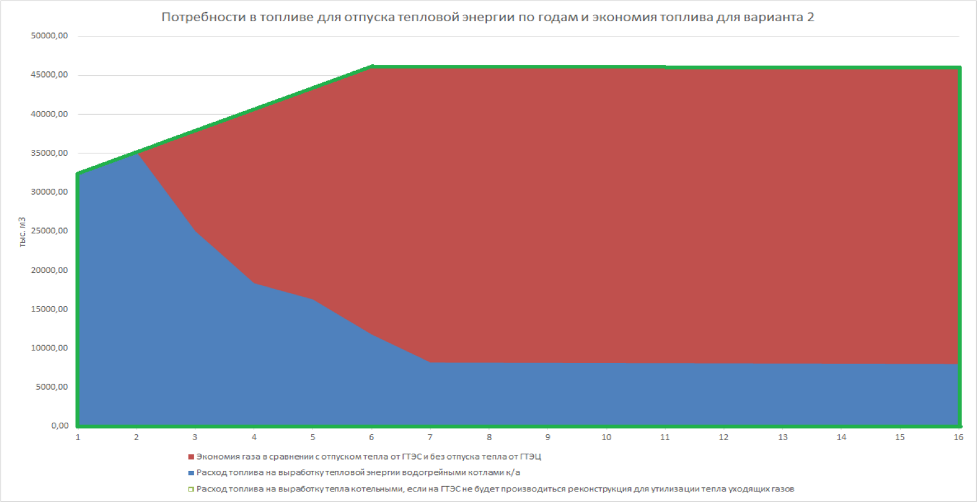 Потребности в топливе для отпуска тепловой энергии по годам и экономия топлива для варианта 2
50000,00
45000,00
40000,00
35000,00
30000,00
25000,00
20000,00
15000,00
10000,00
5000,00
0,00
тыс. м3
1 2 3 4 5 6 7 8 9 10 11 12 13 14 15 16
Экономия газа в сравнении с отпуском тепла от ГТЭС и без отпуска тепла от ГТЭЦ
Расход топлива на выработку тепловой энергии водогрейными котлами к/а
Расход топлива на выработку тепла котельными, если на ГТЭС не будет производиться реконструкция для утилизации тепла уходящих газов